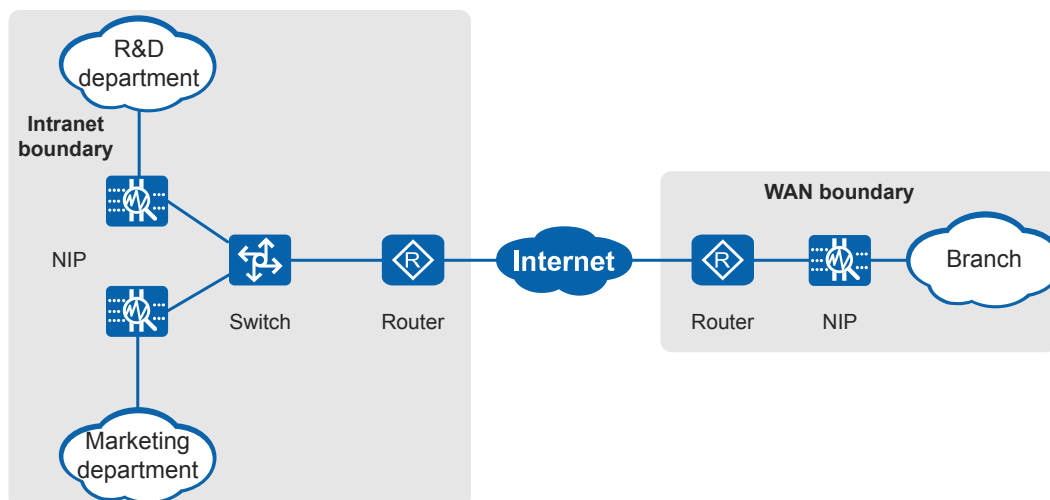 R&D
department
Intranet
boundary
NIP
Switch
Router
Marketing
department
Internet
WAN boundary
R
R
Router
NIP
Branch